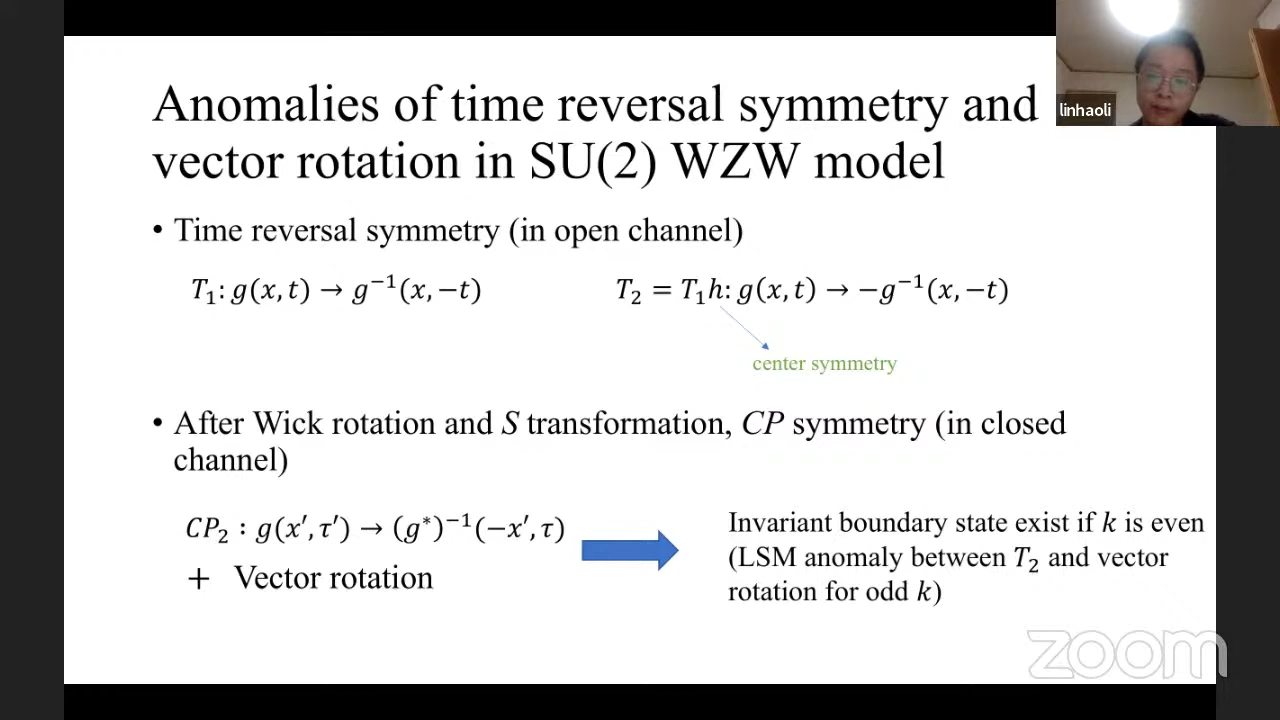 Anomalies of time reversal symmetry and
vector rotation in SU(2) WZW model
linhaoli
• Time reversal symmetry (in open channel)
T₁: g(x, t) → g⁻¹(x, −t)
T₂ = T₁h: g(x, t) → −g⁻¹(x, −t)
center symmetry
• After Wick rotation and S transformation, CP symmetry (in closed
channel)
CP₂ : g(x′, τ′) → (g*)⁻¹(−x′, τ)
+ Vector rotation
Invariant boundary state exist if k is even
(LSM anomaly between T₂ and vector
rotation for odd k)
zoom